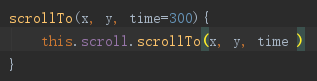 scrollTo(x, y, time=300){
this.scroll.scrollTo(x, y, time )
}